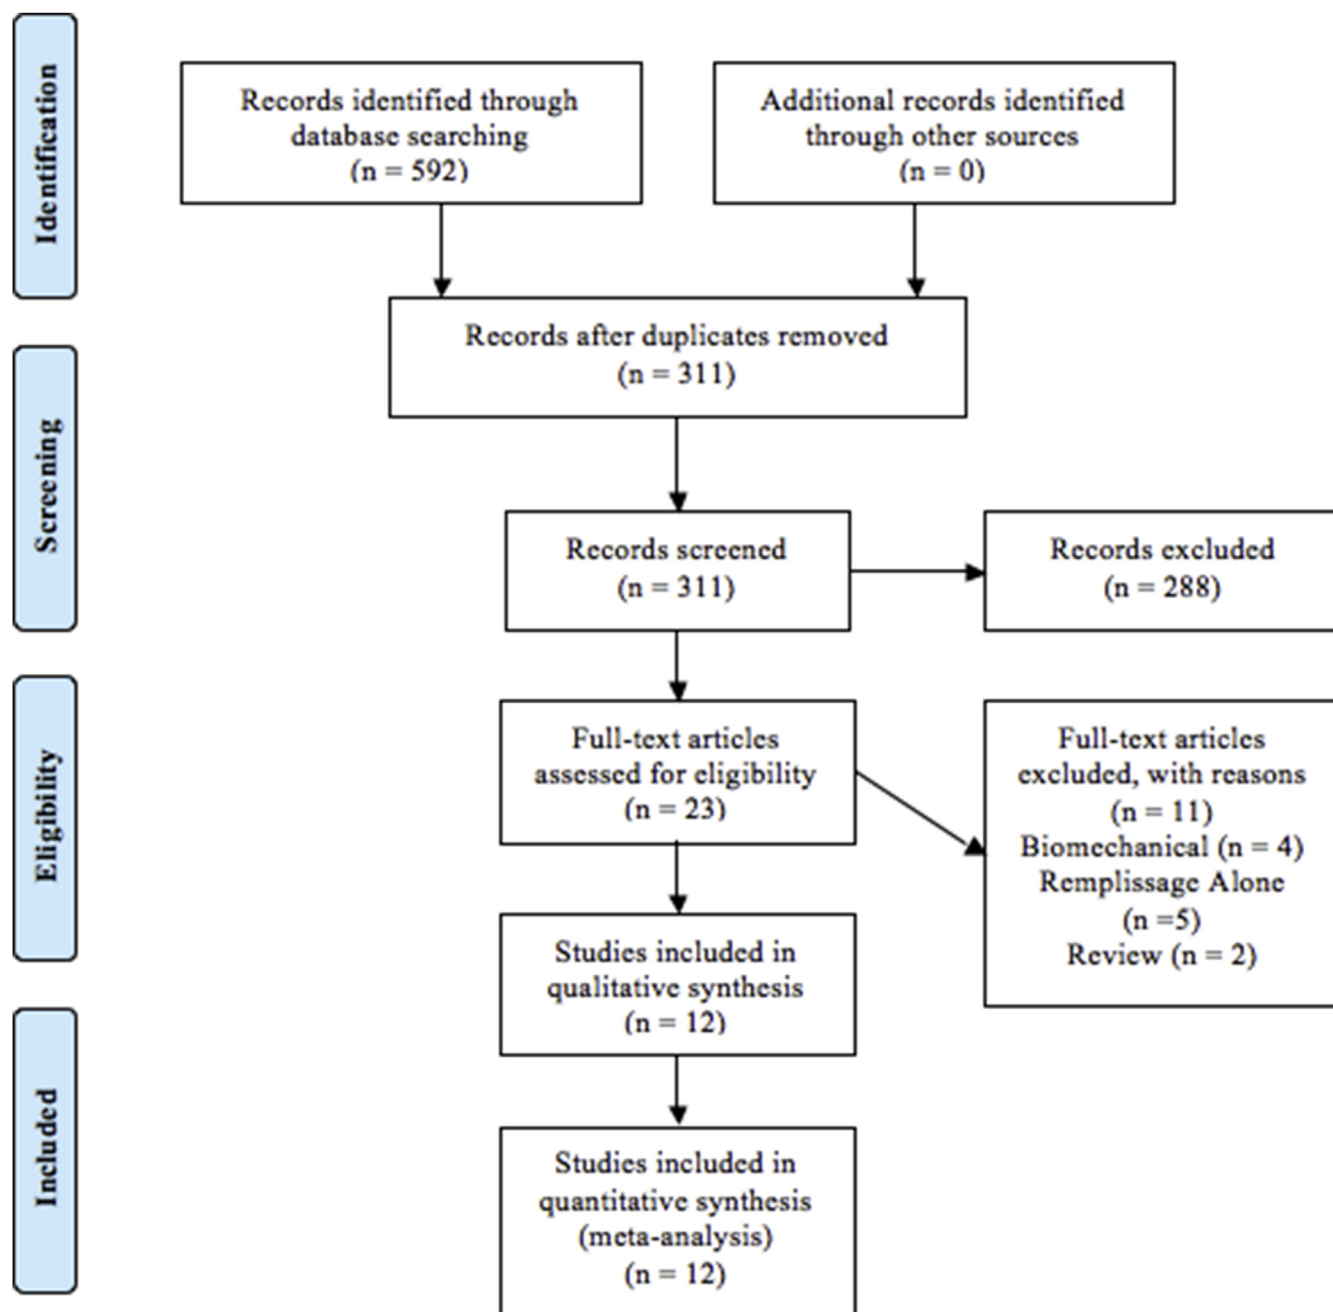 Identification
Records identified through
database searching
(n = 592)
Additional records identified
through other sources
(n = 0)
Records after duplicates removed
(n = 311)
Screening
Records screened
(n = 311)
Records excluded
(n = 288)
Eligibility
Full-text articles
assessed for eligibility
(n = 23)
Full-text articles
excluded, with reasons
(n = 11)
Biomechanical (n = 4)
Remplissage Alone
(n =5)
Review (n = 2)
Studies included in
qualitative synthesis
(n = 12)
Included
Studies included in
quantitative synthesis
(meta-analysis)
(n = 12)